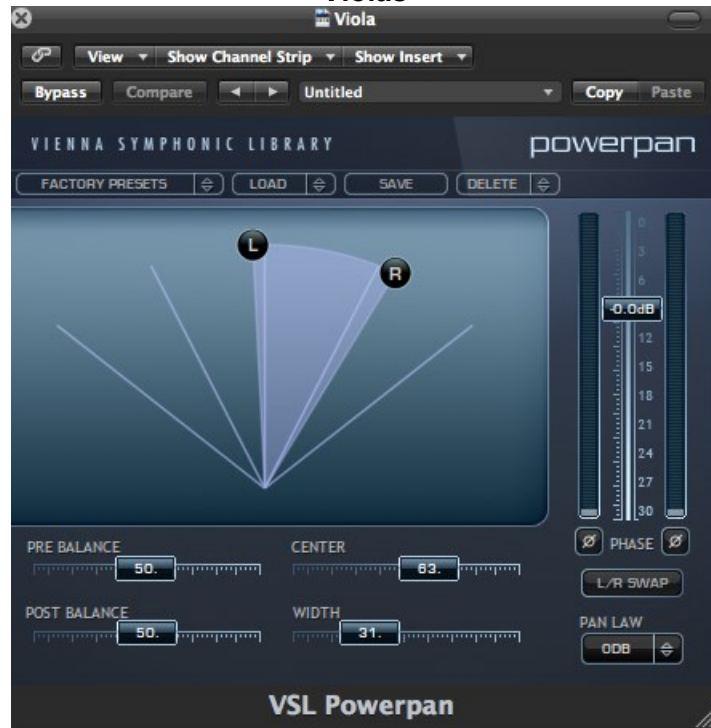 Violas
Viola
View Show Channel Strip Show Insert
Bypass Compare Untitled Copy Paste
VIENNA SYMPHONIC LIBRARY powerpan
FACTORY PRESETS LOAD SAVE DELETE
L
R
0
3
6
-0.0dB
12
15
18
21
24
27
30
PRE BALANCE CENTER
50. 63.
Ø PHASE Ø
L/R SWAP
POST BALANCE WIDTH
50. 31.
PAN LAW
0DB
VSL Powerpan